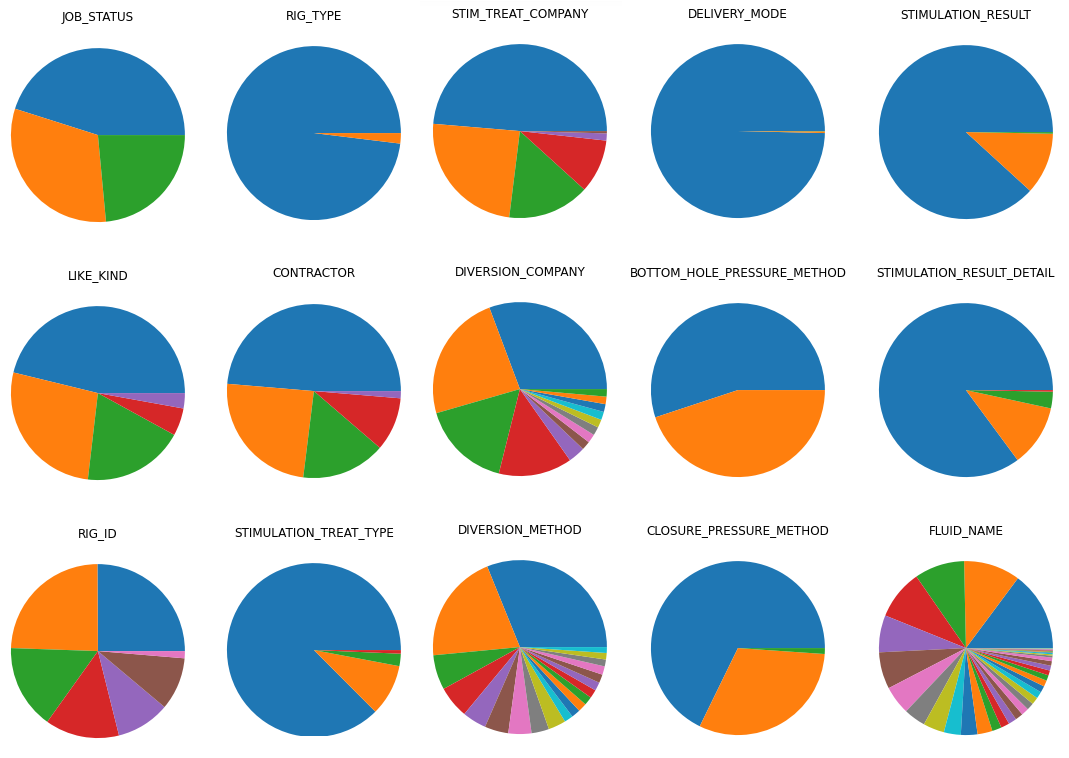 JOB_STATUS
RIG_TYPE
STIM_TREAT_COMPANY
DELIVERY_MODE
STIMULATION_RESULT
LIKE_KIND
CONTRACTOR
DIVERSION_COMPANY
BOTTOM_HOLE_PRESSURE_METHOD
STIMULATION_RESULT_DETAIL
RIG_ID
STIMULATION_TREAT_TYPE
DIVERSION_METHOD
CLOSURE_PRESSURE_METHOD
FLUID_NAME